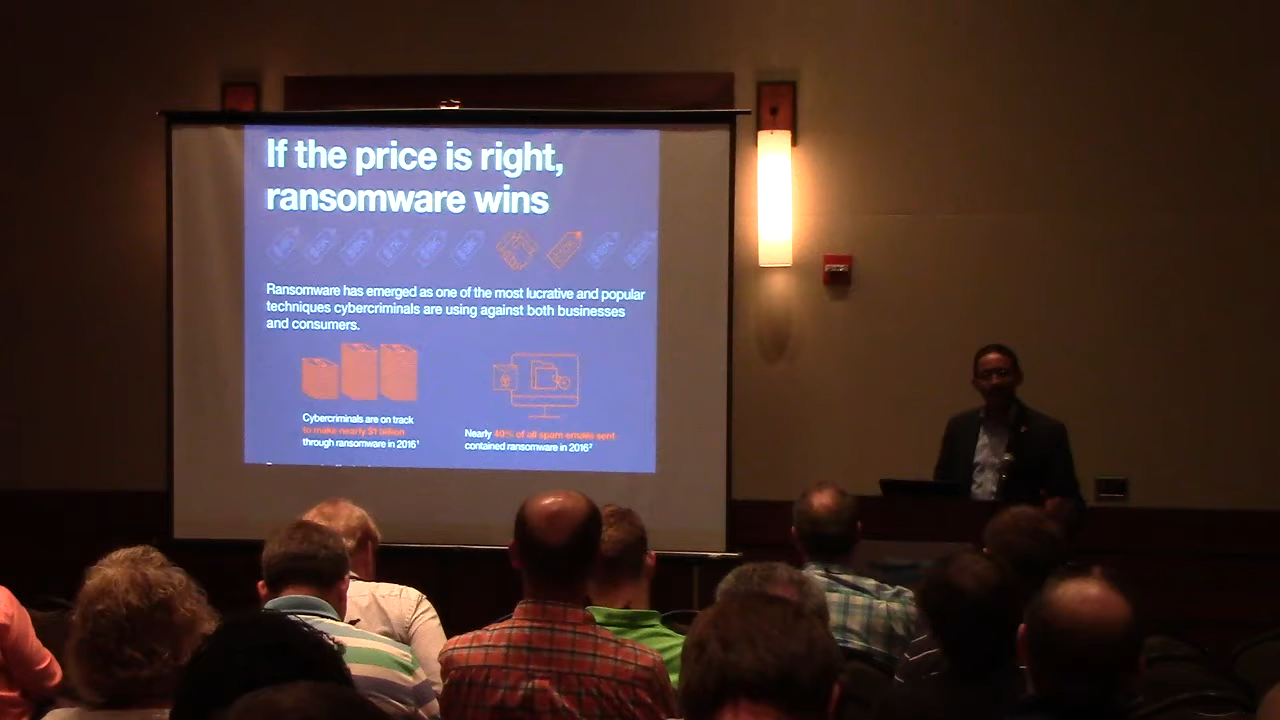 If the price is right,
ransomware wins
Ransomware has emerged as one of the most lucrative and popular
techniques cybercriminals are using against both businesses
and consumers.
Cybercriminals are on track
to make nearly $1 billion
through ransomware in 2016¹
Nearly 40% of all spam emails sent
contained ransomware in 2016²